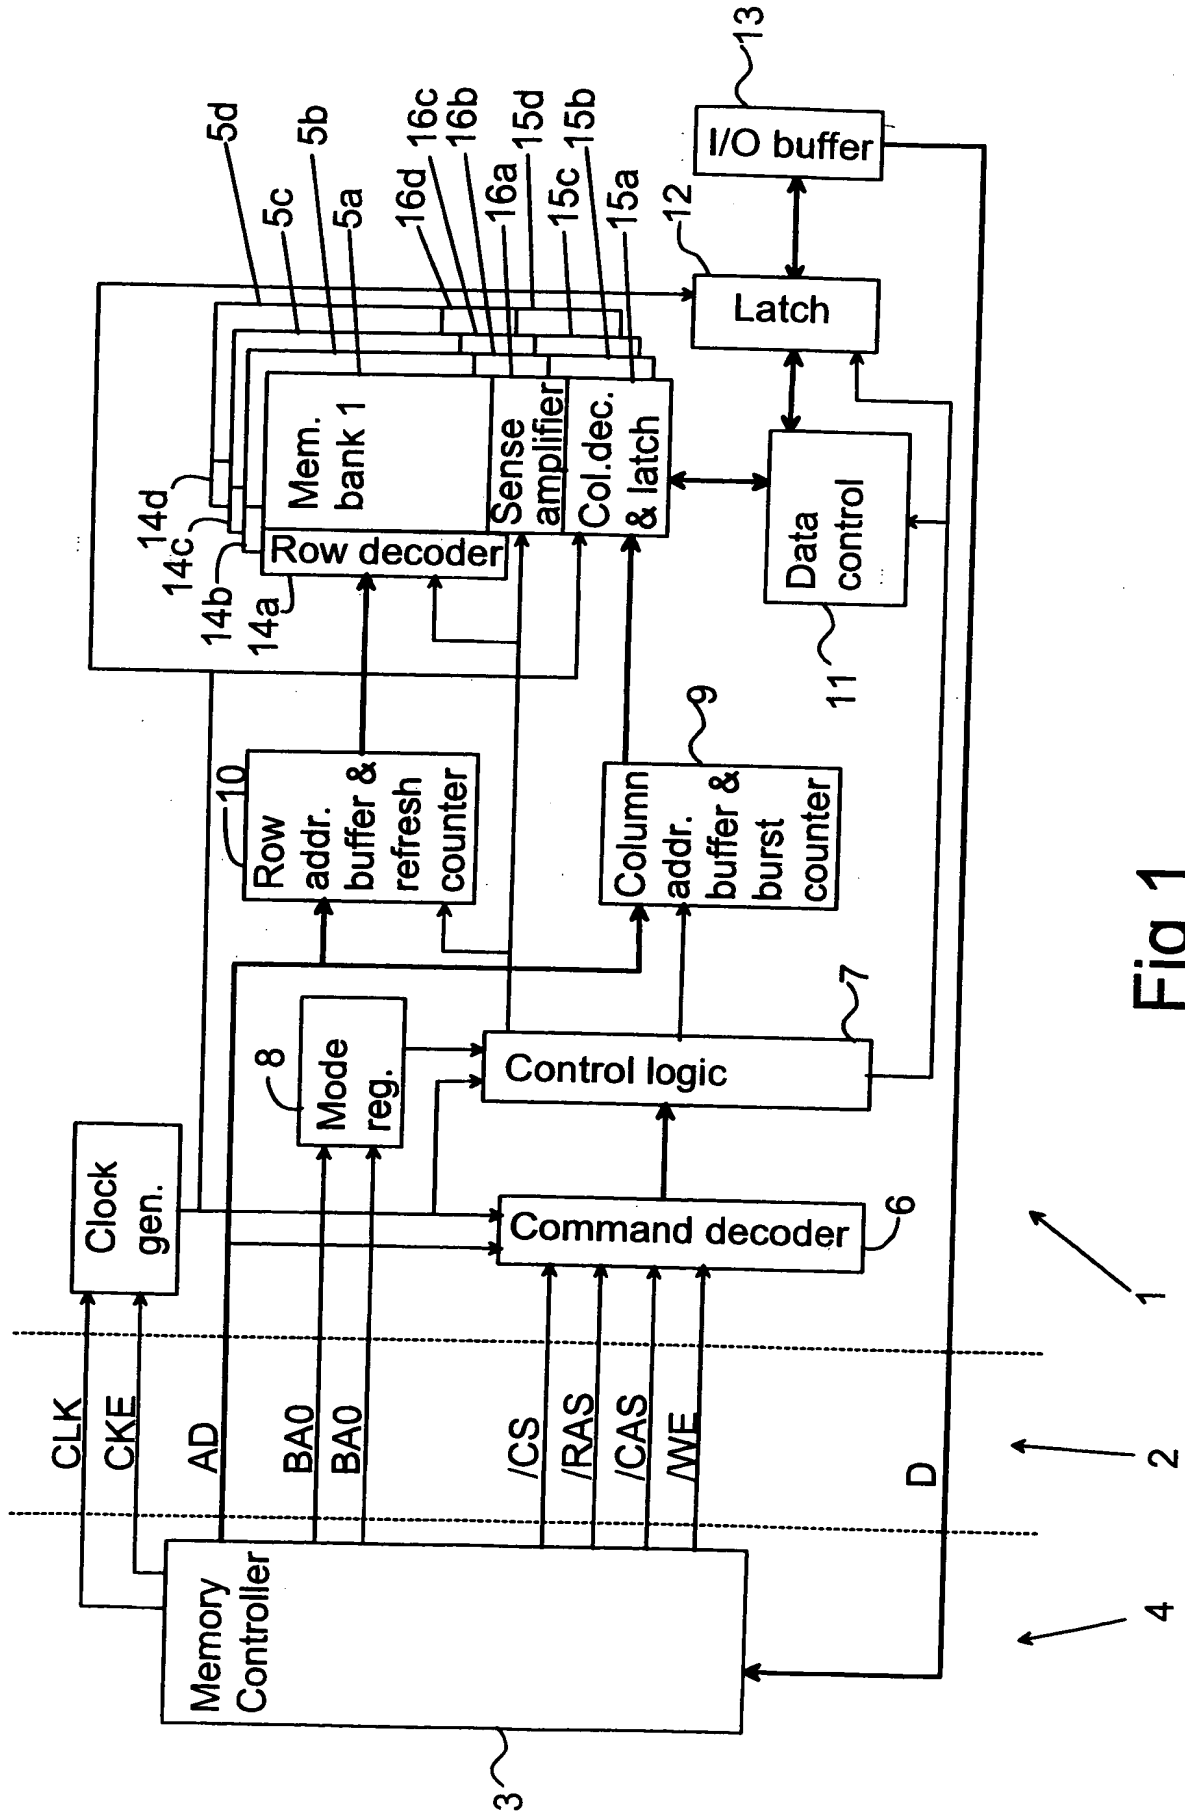 CLK
CKE
AD
BA0
BA0
/CS
/RAS
/CAS
/WE
D
Memory
Controller
3
4
2
1
Clock
gen.
8
Mode
reg.
Command decoder
6
Control logic
7
10
Row
addr.
buffer &
refresh
counter
9
Column
addr.
buffer &
burst
counter
14d
14c
14b
14a
Row decoder
Mem.
bank 1
Sense
amplifier
Col.dec.
& latch
5d
5c
5b
5a
16d
16c
16b
16a
15d
15c
15b
15a
11
Data
control
12
Latch
13
I/O buffer
Fig 1